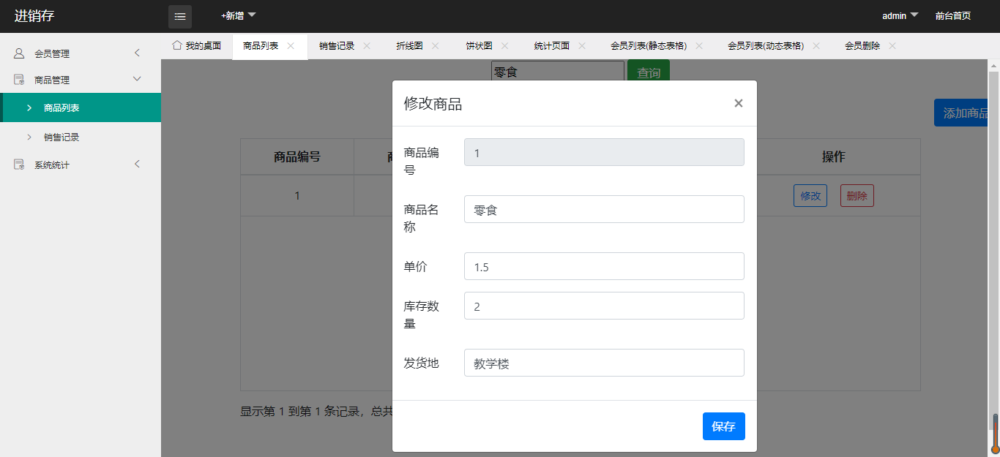 进销存
+新增
admin
前台首页
会员管理
商品管理
商品列表
销售记录
系统统计
我的桌面
商品列表
销售记录
折线图
饼状图
统计页面
会员列表(静态表格)
会员列表(动态表格)
会员删除
零食
查询
添加商品
商品编号
操作
1
修改
删除
显示第 1 到第 1 条记录，总共
修改商品
×
商品编
号
1
商品名
称
零食
单价
1.5
库存数
量
2
发货地
教学楼
保存